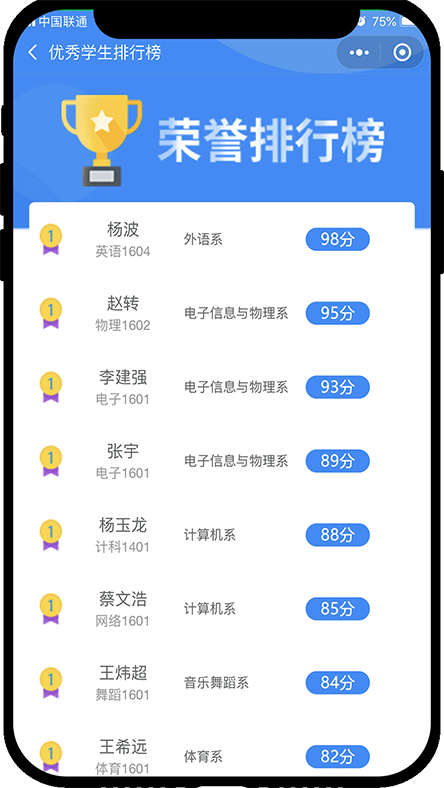 中国联通 75%
优秀学生排行榜
荣誉排行榜
1 杨波 外语系 98分
英语1604
1 赵转 电子信息与物理系 95分
物理1602
1 李建强 电子信息与物理系 93分
电子1601
1 张宇 电子信息与物理系 89分
电子1601
1 杨玉龙 计算机系 88分
计科1401
1 蔡文浩 计算机系 85分
网络1601
1 王炜超 音乐舞蹈系 84分
舞蹈1601
1 王希远 体育系 82分
体育1601